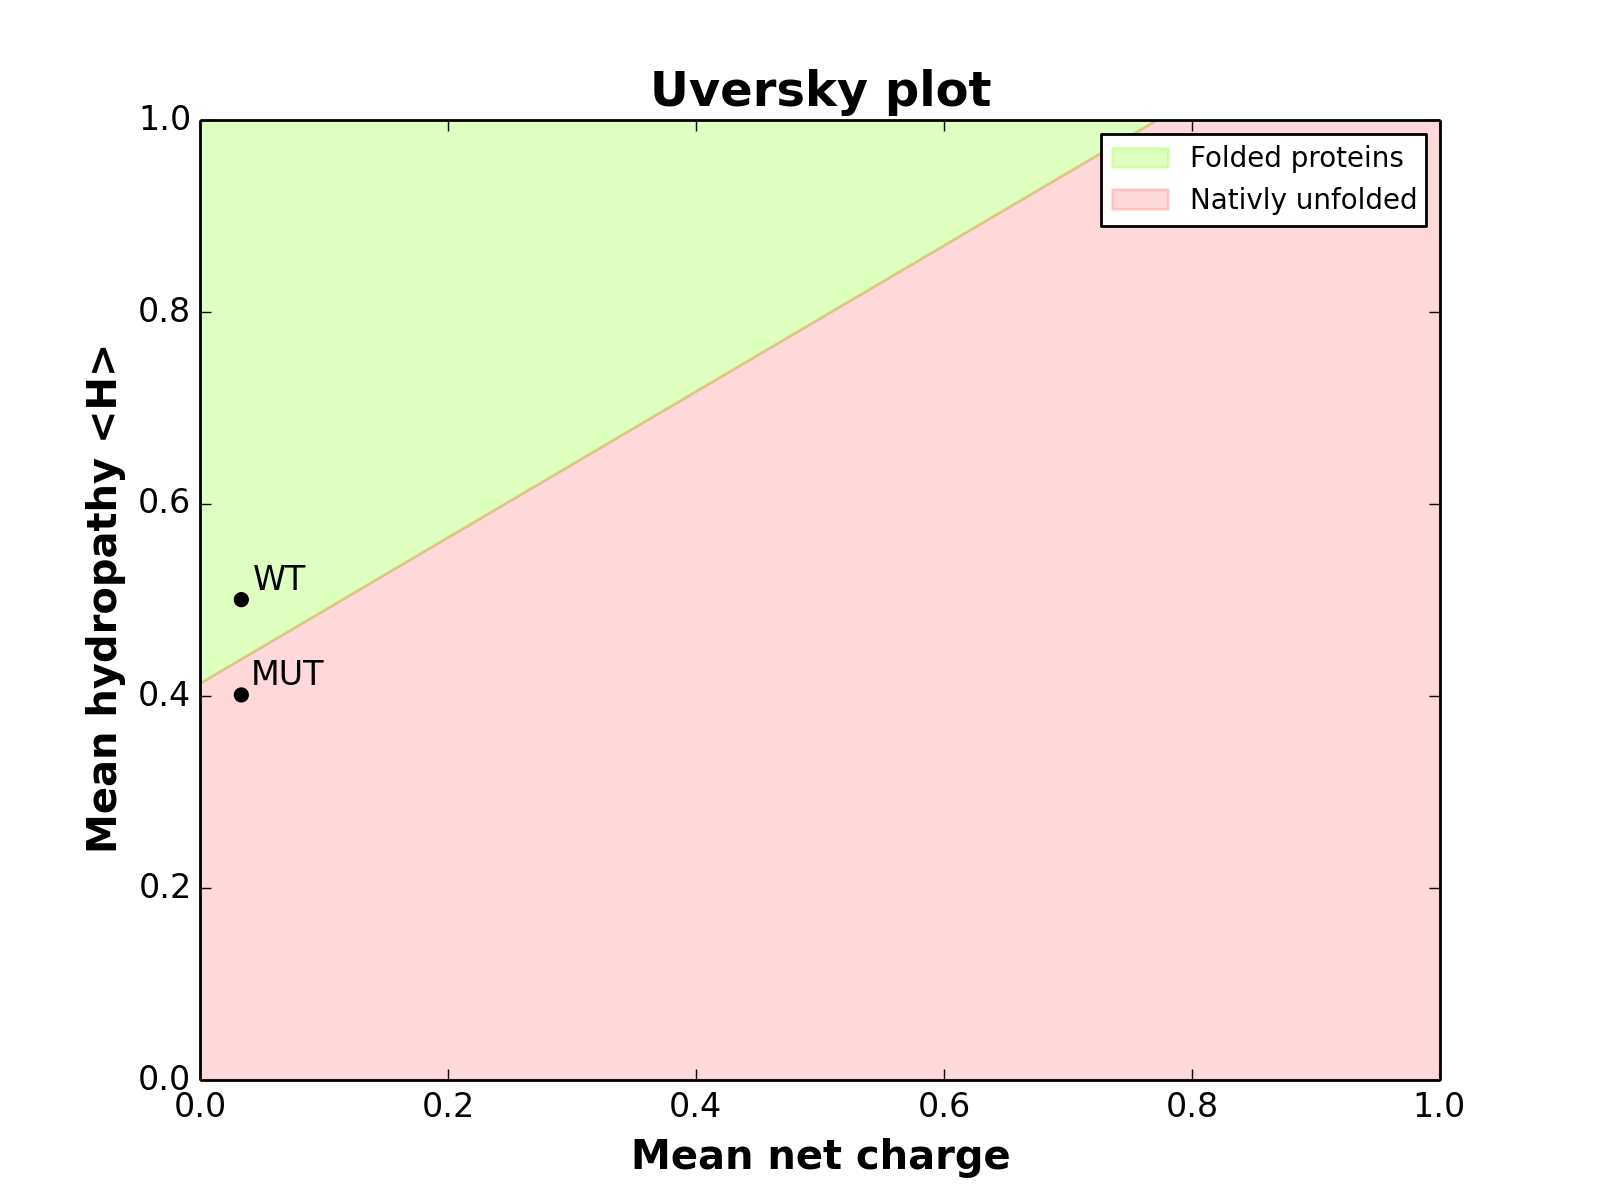 Uversky plot
1.0
0.8
0.6
0.4
0.2
0.0
Mean hydropathy <H>
Folded proteins
Nativly unfolded
WT
MUT
0.0 0.2 0.4 0.6 0.8 1.0
Mean net charge